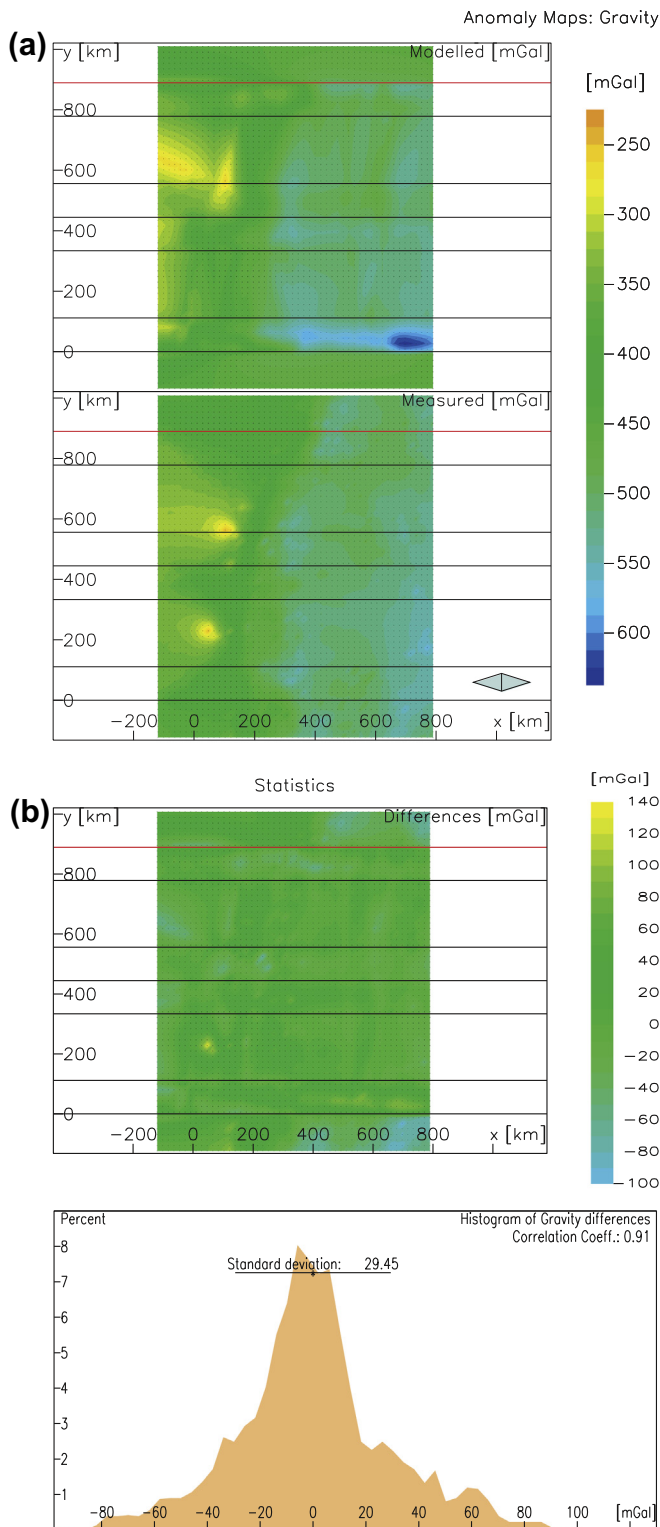 Anomaly Maps: Gravity
(a)
y [km]
Modelled [mGal]
[mGal]
800
600
400
200
0
-250
-300
-350
-400
-450
-500
-550
-600
y [km]
Measured [mGal]
800
600
400
200
0
-200 0 200 400 600 800 x [km]
(b)
Statistics
[mGal]
y [km]
Differences [mGal]
800
600
400
200
0
-200 0 200 400 600 800 x [km]
140
120
100
80
60
40
20
0
-20
-40
-60
-80
-100
Percent
Histogram of Gravity differences
Correlation Coeff.: 0.91
8
Standard deviation: 29.45
7
6
5
4
3
2
1
-80 -60 -40 -20 0 20 40 60 80 100 [mGal]